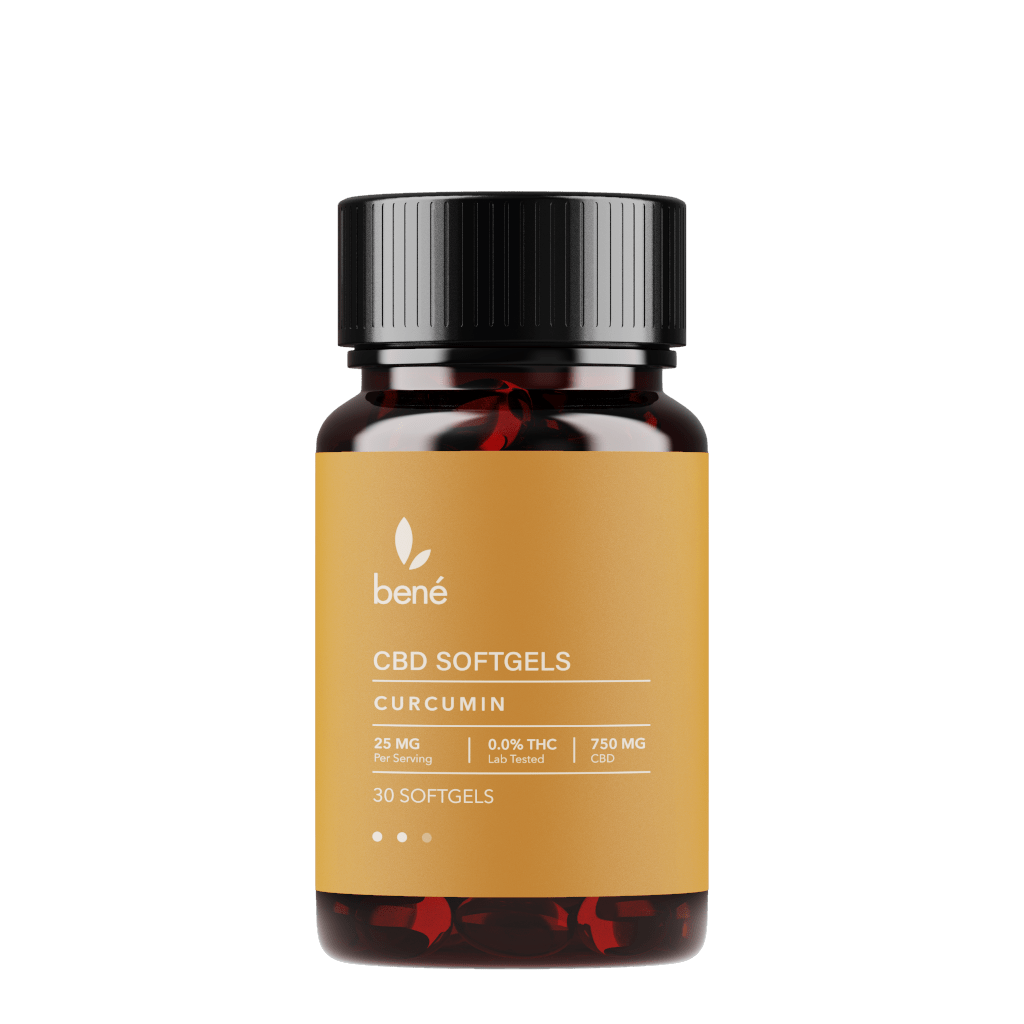 bené
CBD SOFTGELS
CURCUMIN
25 MG
Per Serving
0.0% THC
Lab Tested
750 MG
CBD
30 SOFTGELS